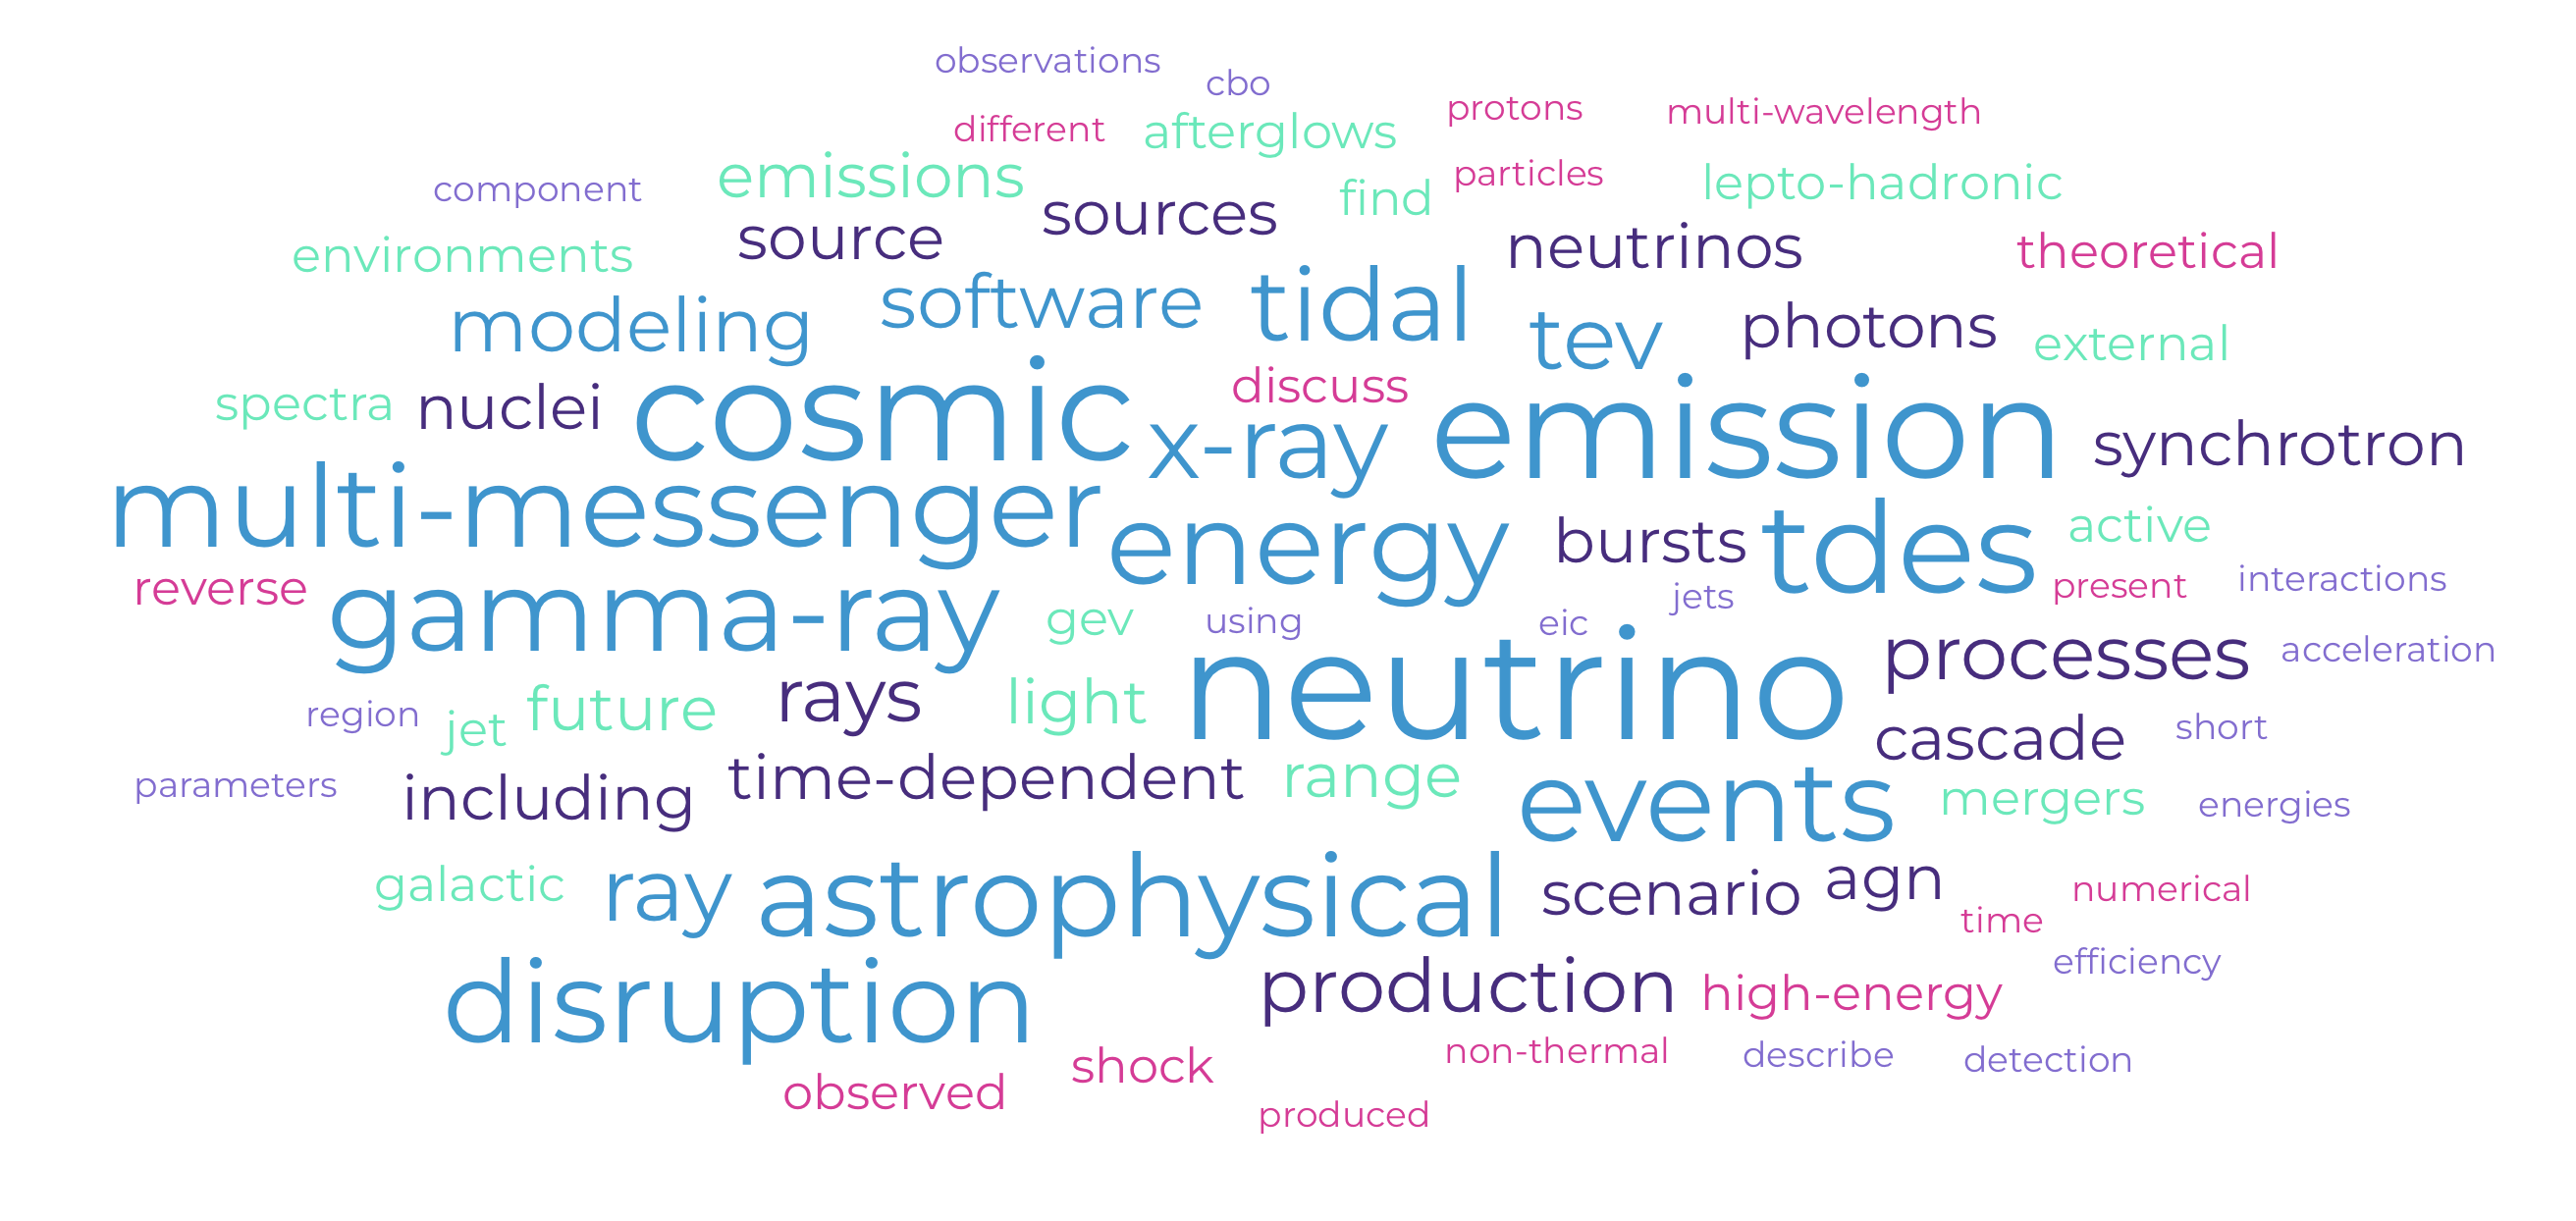 observations
cbo
different
afterglows
protons
multi-wavelength
component
emissions
sources
find
particles
lepto-hadronic
environments
source
neutrinos
theoretical
modeling
software
tidal
tev
photons
external
spectra
nuclei
cosmic
discuss
x-ray
emission
synchrotron
multi-messenger
energy
bursts
tdes
active
reverse
gamma-ray
gev
using
eic
jets
present
interactions
neutrino
processes
acceleration
region
jet
future
rays
light
cascade
short
parameters
including
time-dependent
range
events
mergers
energies
galactic
ray
astrophysical
scenario
agn
time
numerical
disruption
production
high-energy
efficiency
observed
shock
non-thermal
describe
detection
produced